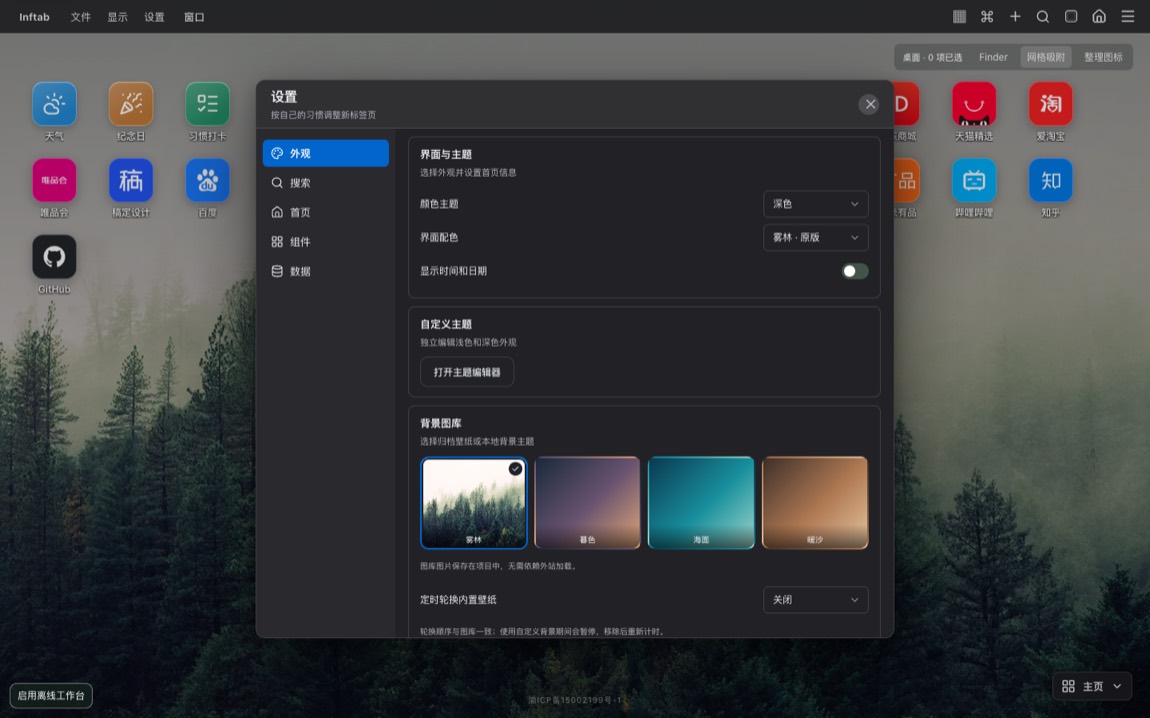 Inftab 文件 显示 设置 窗口
桌面 · 0 项已选 Finder 网格吸附 整理图标
天气 纪念日 习惯打卡
商城 天猫精选 淘 爱淘宝
唯品会 稿 du 品 知
唯品会 稿定设计 百度
有品 哔哩哔哩 知乎
GitHub
设置
按自己的习惯调整新标签页
外观
搜索
首页
组件
数据
界面与主题
选择外观并设置首页信息
颜色主题 深色
界面配色 雾林 · 原版
显示时间和日期
自定义主题
独立编辑浅色和深色外观
打开主题编辑器
背景图库
选择归档壁纸或本地背景主题
雾林 暮色 海面 暖沙
图库图片保存在项目中，无需依赖外站加载。
定时轮换内置壁纸 关闭
轮换顺序与图库一致；使用自定义背景期间会暂停，移除后重新计时。
启用离线工作台
主页